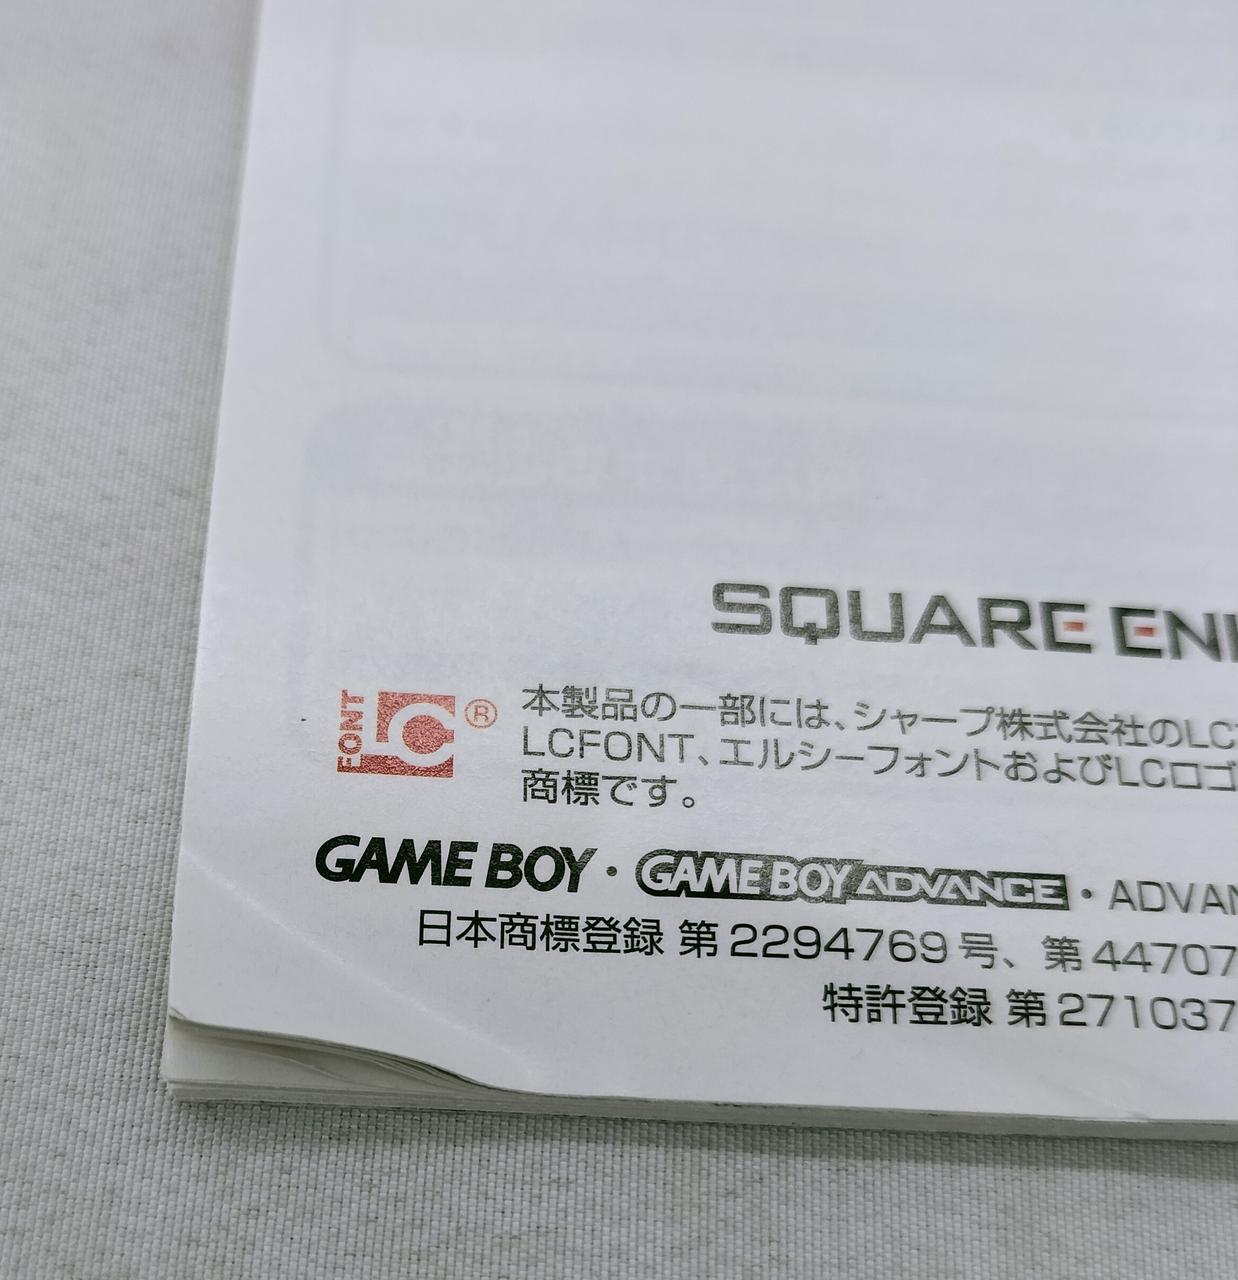 SQUARE ENI
FONT LC®
本製品の一部には、シャープ株式会社のLC
LCFONT、エルシーフォントおよびLCロゴ
商標です。
GAME BOY・GAME BOY ADVANCE・ADVAN
日本商標登録 第2294769号、第44707
特許登録 第271037